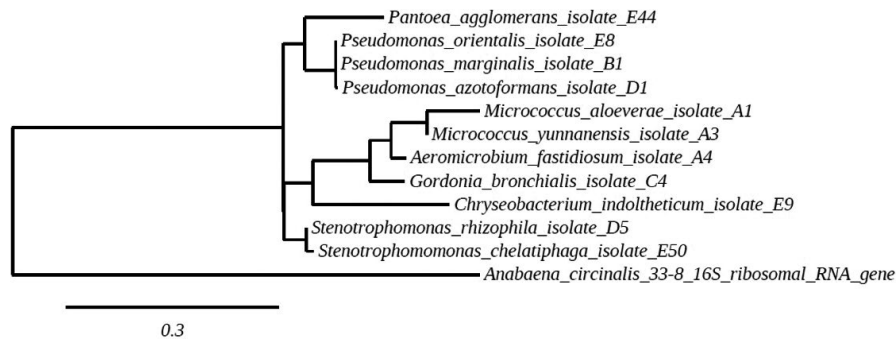 Pantoea_agglomerans_isolate_E44
Pseudomonas_orientalis_isolate_E8
Pseudomonas_marginalis_isolate_B1
Pseudomonas_azotoformans_isolate_D1
Micrococcus_aloeverae_isolate_A1
Micrococcus_yunnanensis_isolate_A3
Aeromicrobium_fastidiosum_isolate_A4
Gordonia_bronchialis_isolate_C4
Chryseobacterium_indoltheticum_isolate_E9
Stenotrophomonas_rhizophila_isolate_D5
Stenotrophomomonas_chelatiphaga_isolate_E50
Anabaena_circinalis_33-8_16S_ribosomal_RNA_gene
0.3